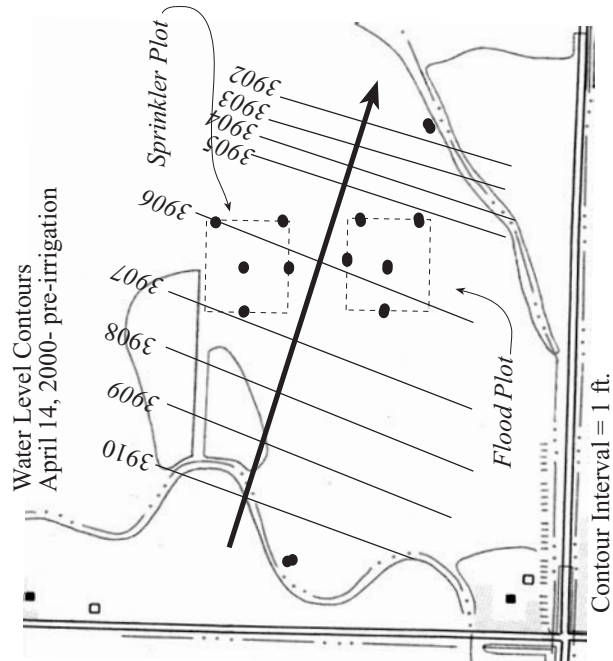 Water Level Contours
April 14, 2000- pre-irrigation
Sprinkler Plot
3902
3903
3904
3905
3906
3907
3908
3909
3910
Flood Plot
Contour Interval = 1 ft.